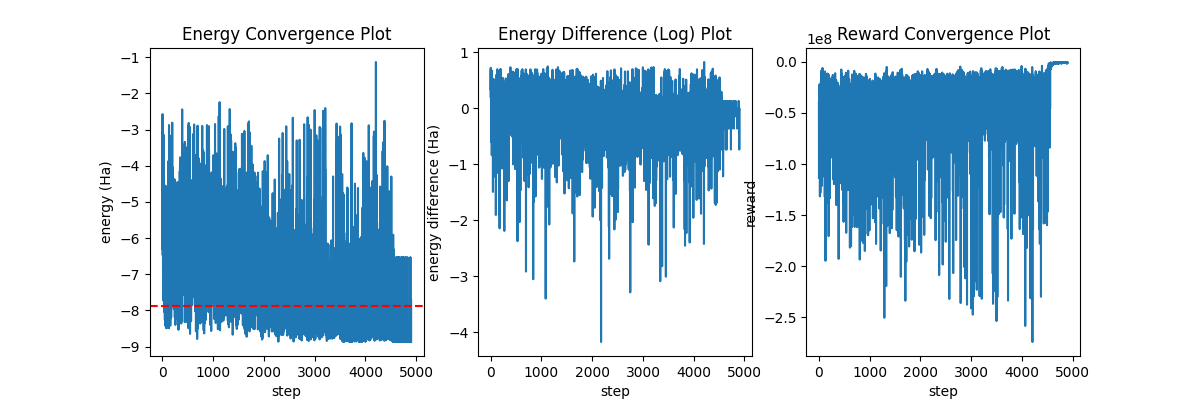 Energy Convergence Plot
energy (Ha)
−1
−2
−3
−4
−5
−6
−7
−8
−9
0 1000 2000 3000 4000 5000
step
Energy Difference (Log) Plot
energy difference (Ha)
1
0
−1
−2
−3
−4
0 1000 2000 3000 4000 5000
step
1e8
Reward Convergence Plot
reward
0.0
−0.5
−1.0
−1.5
−2.0
−2.5
0 1000 2000 3000 4000 5000
step